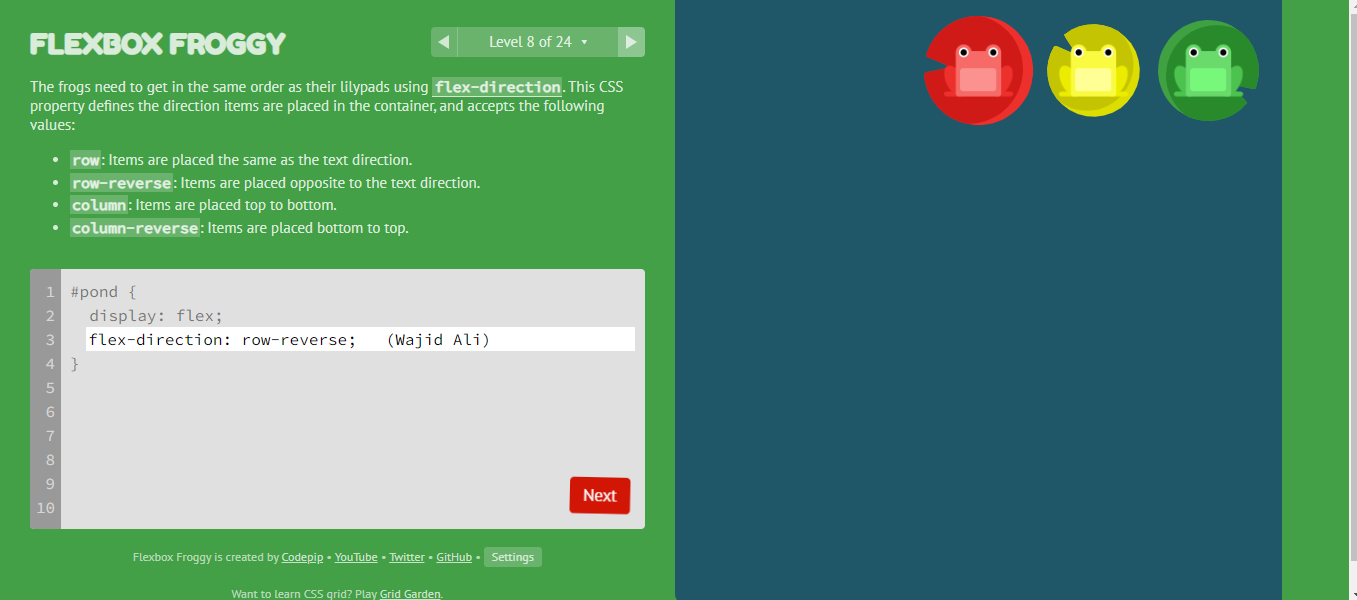 FLEXBOX FROGGY
◀ Level 8 of 24 ▾ ▶
The frogs need to get in the same order as their lilypads using flex-direction. This CSS
property defines the direction items are placed in the container, and accepts the following
values:
• row: Items are placed the same as the text direction.
• row-reverse: Items are placed opposite to the text direction.
• column: Items are placed top to bottom.
• column-reverse: Items are placed bottom to top.
1 #pond {
2 display: flex;
3 flex-direction: row-reverse; (Wajid Ali)
4 }
5
6
7
8
9
10
Next
Flexbox Froggy is created by Codepip • YouTube • Twitter • GitHub • Settings
Want to learn CSS grid? Play Grid Garden.